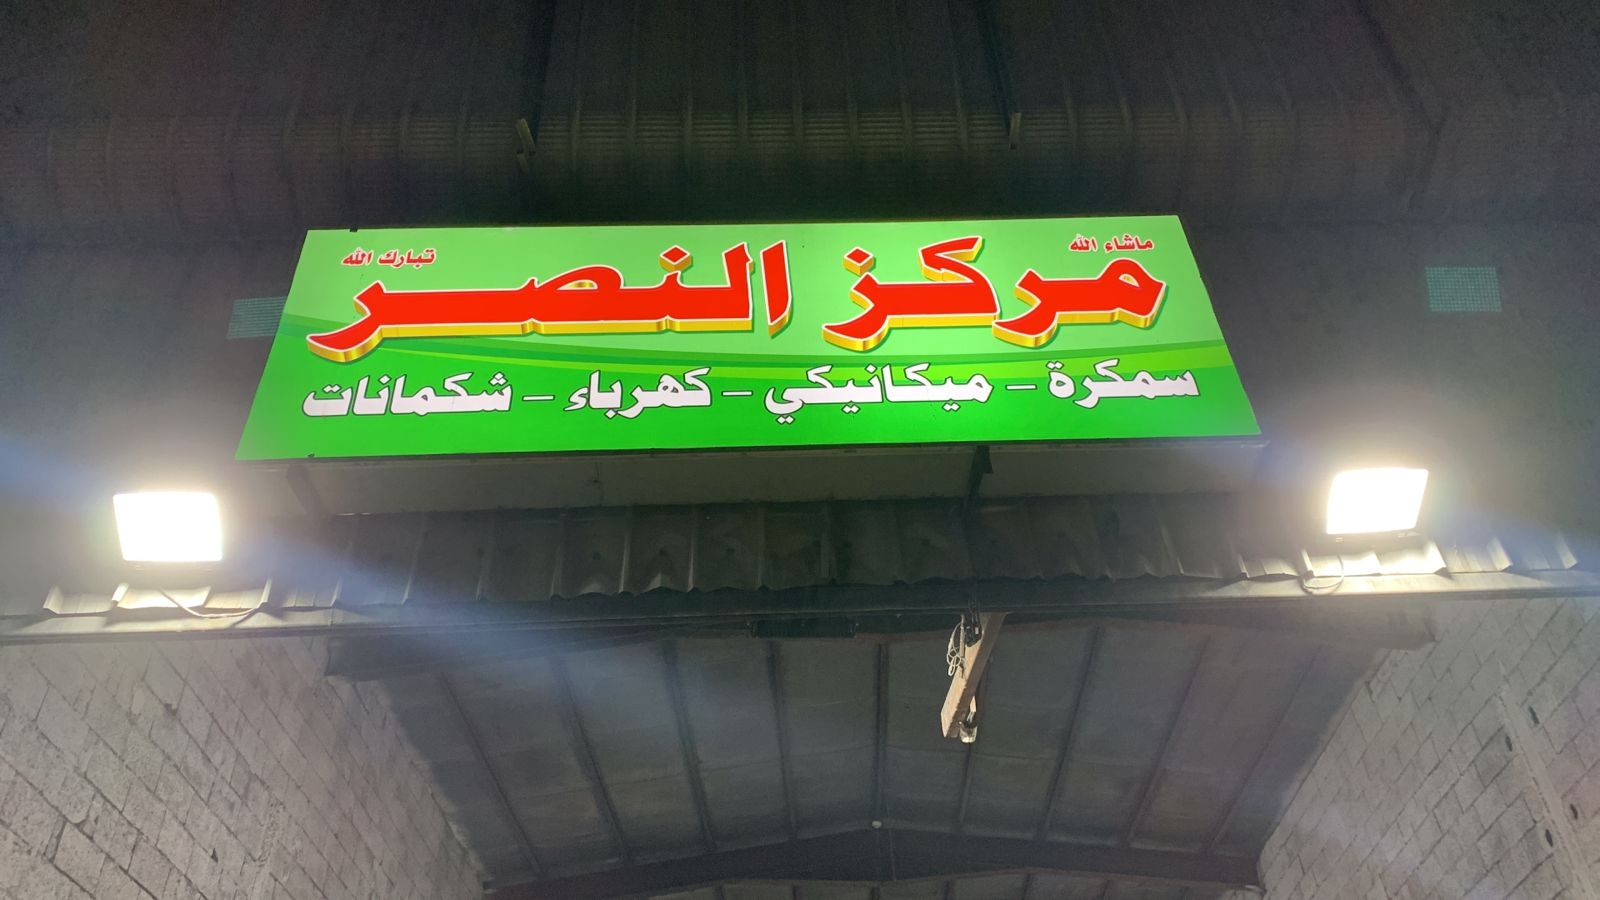 ماشاء الله
تبارك الله
مركز النصر
سمكرة - ميكانيكي - كهرباء - شكمانات